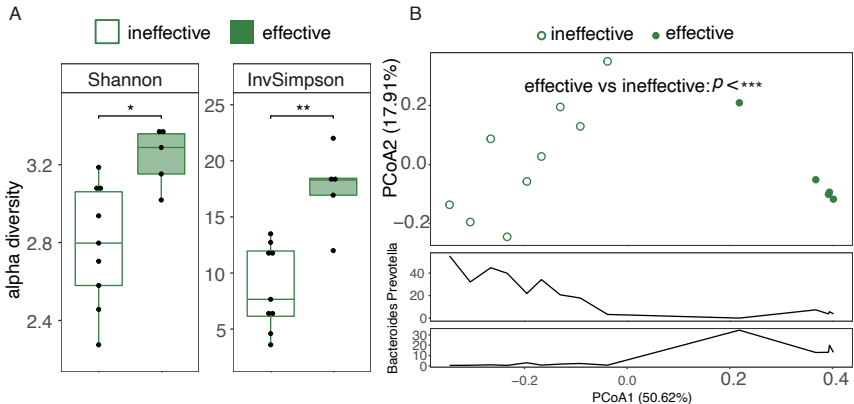 A
ineffective effective
Shannon
InvSimpson
alpha diversity
3.2
2.8
2.4
*
25
20
15
10
5
**
B
ineffective effective
effective vs ineffective: p < ***
PCoA2 (17.91%)
0.2
0.0
−0.2
Prevotella
40
20
0
Bacteroides
30
20
10
0
−0.2 0.0 0.2 0.4
PCoA1 (50.62%)